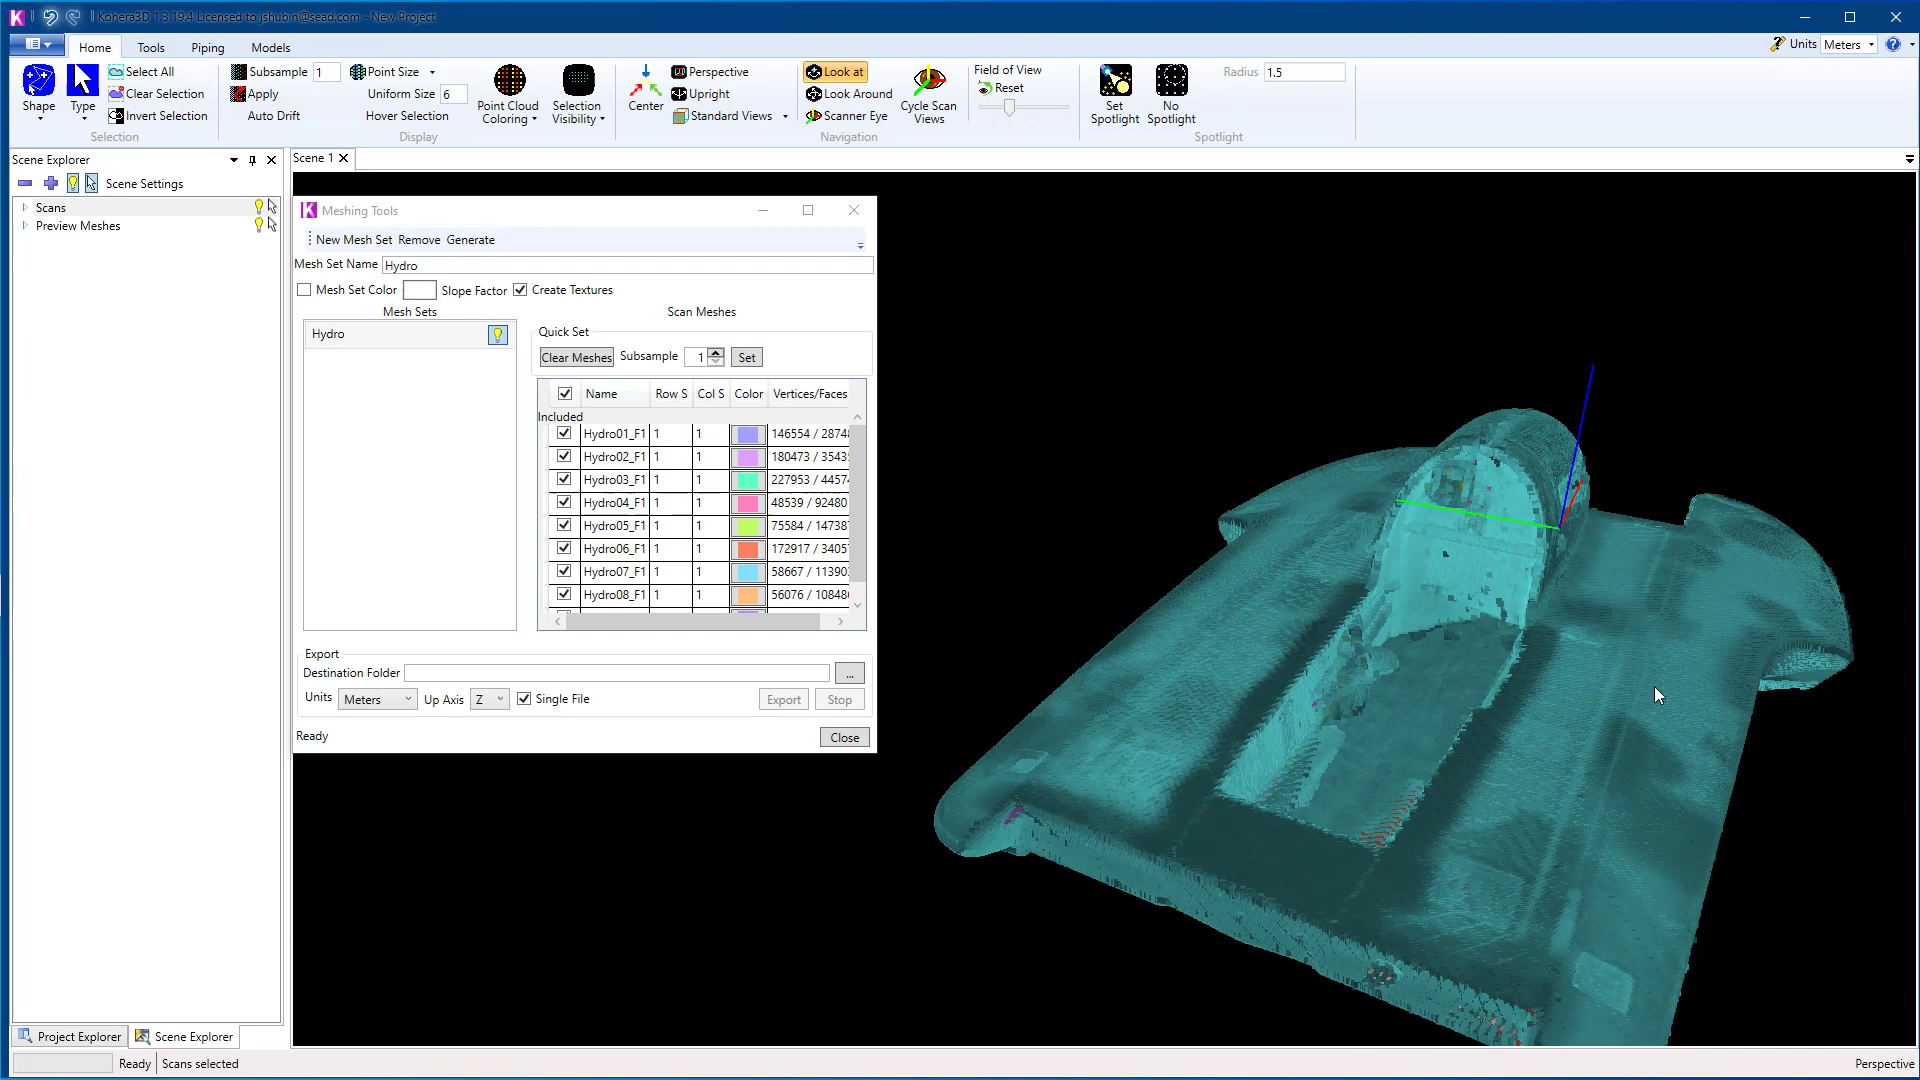 Kohera3D 1.3.19.4 Licensed to jshubin@sead.com - New Project
Home Tools Piping Models
Units Meters
Shape
Type
Select All
Clear Selection
Invert Selection
Selection
Subsample 1
Apply
Auto Drift
Point Size
Uniform Size 6
Hover Selection
Point Cloud
Coloring
Selection
Visibility
Display
Center
Perspective
Upright
Standard Views
Look at
Look Around
Scanner Eye
Cycle Scan
Views
Navigation
Field of View
Reset
Set
Spotlight
No
Spotlight
Radius 1.5
Spotlight
Scene Explorer
Scene Settings
Scans
Preview Meshes
Scene 1
Meshing Tools
New Mesh Set Remove Generate
Mesh Set Name Hydro
Mesh Set Color Slope Factor Create Textures
Mesh Sets
Hydro
Scan Meshes
Quick Set
Clear Meshes Subsample 1 Set
Name Row S Col S Color Vertices/Faces
Included
Hydro01_F1 1 1 146554 / 2874
Hydro02_F1 1 1 180473 / 3543
Hydro03_F1 1 1 227953 / 4457
Hydro04_F1 1 1 48539 / 92480
Hydro05_F1 1 1 75584 / 14738
Hydro06_F1 1 1 172917 / 3405
Hydro07_F1 1 1 58667 / 11390
Hydro08_F1 1 1 56076 / 10848
Export
Destination Folder ...
Units Meters Up Axis Z Single File Export Stop
Ready
Close
Project Explorer Scene Explorer
Ready Scans selected Perspective